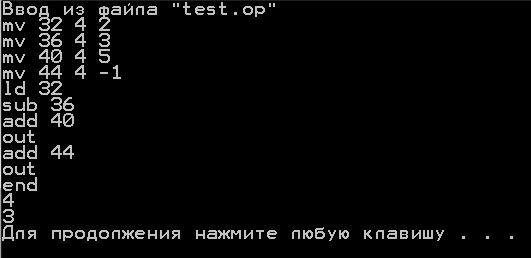 Ввод из файла "test.op"
mv 32 4 2
mv 36 4 3
mv 40 4 5
mv 44 4 -1
ld 32
sub 36
add 40
out
add 44
out
end
4
3
Для продолжения нажмите любую клавишу . . .